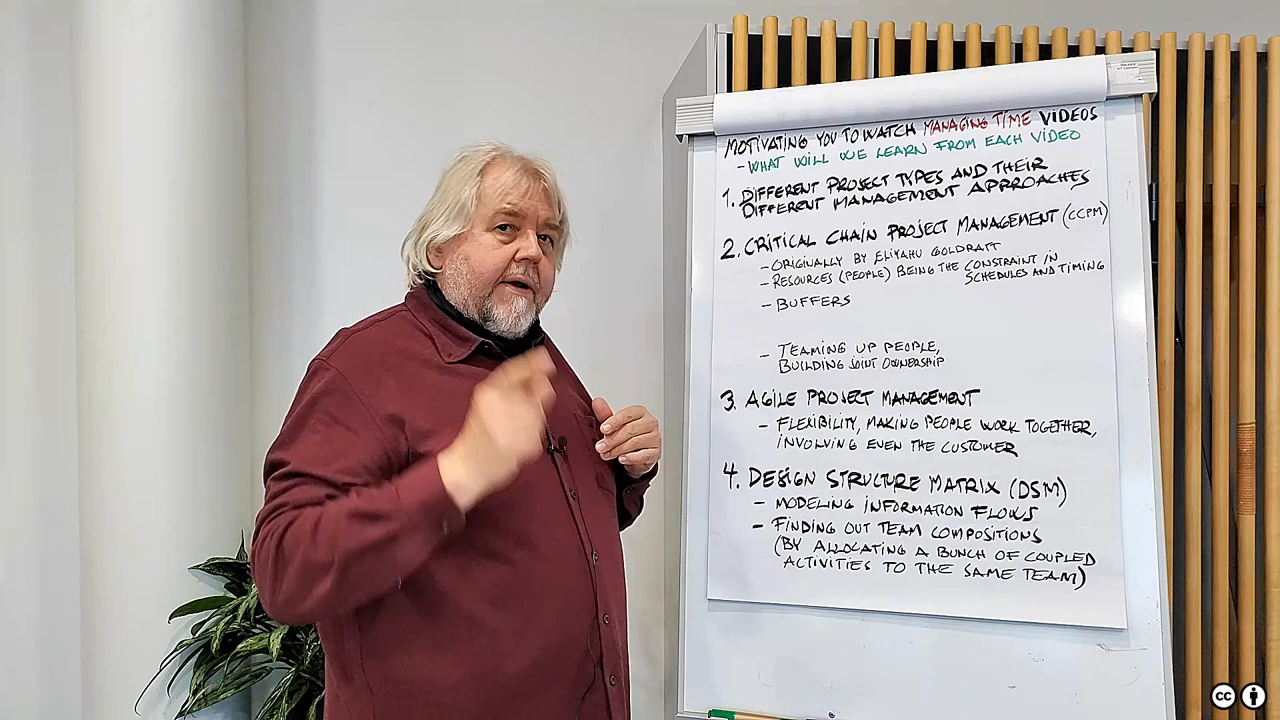 MOTIVATING YOU TO WATCH MANAGING TIME VIDEOS
- WHAT WILL WE LEARN FROM EACH VIDEO
1. DIFFERENT PROJECT TYPES AND THEIR
DIFFERENT MANAGEMENT APPROACHES
2. CRITICAL CHAIN PROJECT MANAGEMENT (CCPM)
- ORIGINALLY BY ELIYAHU GOLDRATT
- RESOURCES (PEOPLE) BEING THE CONSTRAINT IN
SCHEDULES AND TIMING
- BUFFERS
- TEAMING UP PEOPLE,
BUILDING JOINT OWNERSHIP
3. AGILE PROJECT MANAGEMENT
- FLEXIBILITY, MAKING PEOPLE WORK TOGETHER,
INVOLVING EVEN THE CUSTOMER
4. DESIGN STRUCTURE MATRIX (DSM)
- MODELING INFORMATION FLOWS
- FINDING OUT TEAM COMPOSITIONS
(BY ALLOCATING A BUNCH OF COUPLED
ACTIVITIES TO THE SAME TEAM)
cc